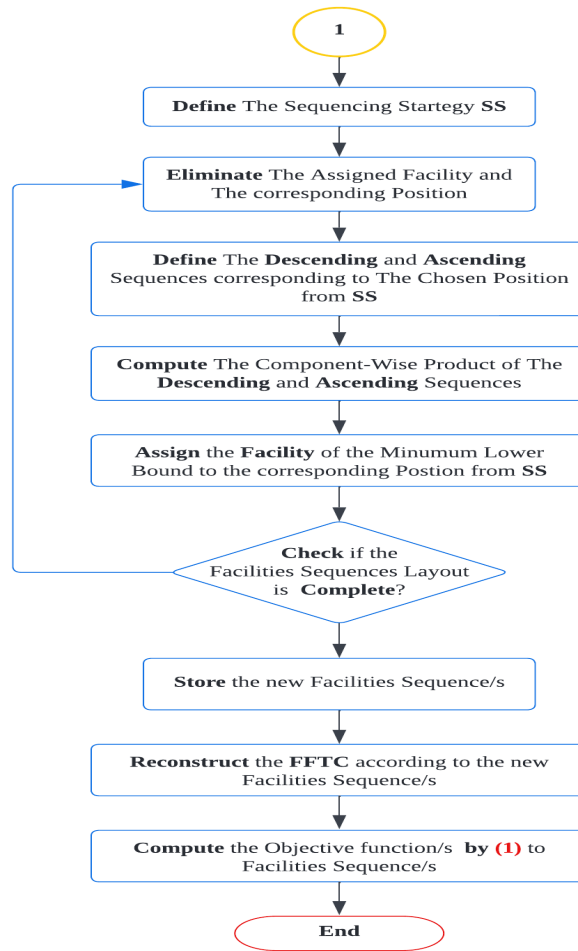 1
Define The Sequencing Startegy SS
Eliminate The Assigned Facility and
The corresponding Position
Define The Descending and Ascending
Sequences corresponding to The Chosen Position
from SS
Compute The Component-Wise Product of The
Descending and Ascending Sequences
Assign the Facility of the Minumum Lower
Bound to the corresponding Postion from SS
Check if the
Facilities Sequences Layout
is Complete?
Store the new Facilities Sequence/s
Reconstruct the FFTC according to the new
Facilities Sequence/s
Compute the Objective function/s by (1) to
Facilities Sequence/s
End